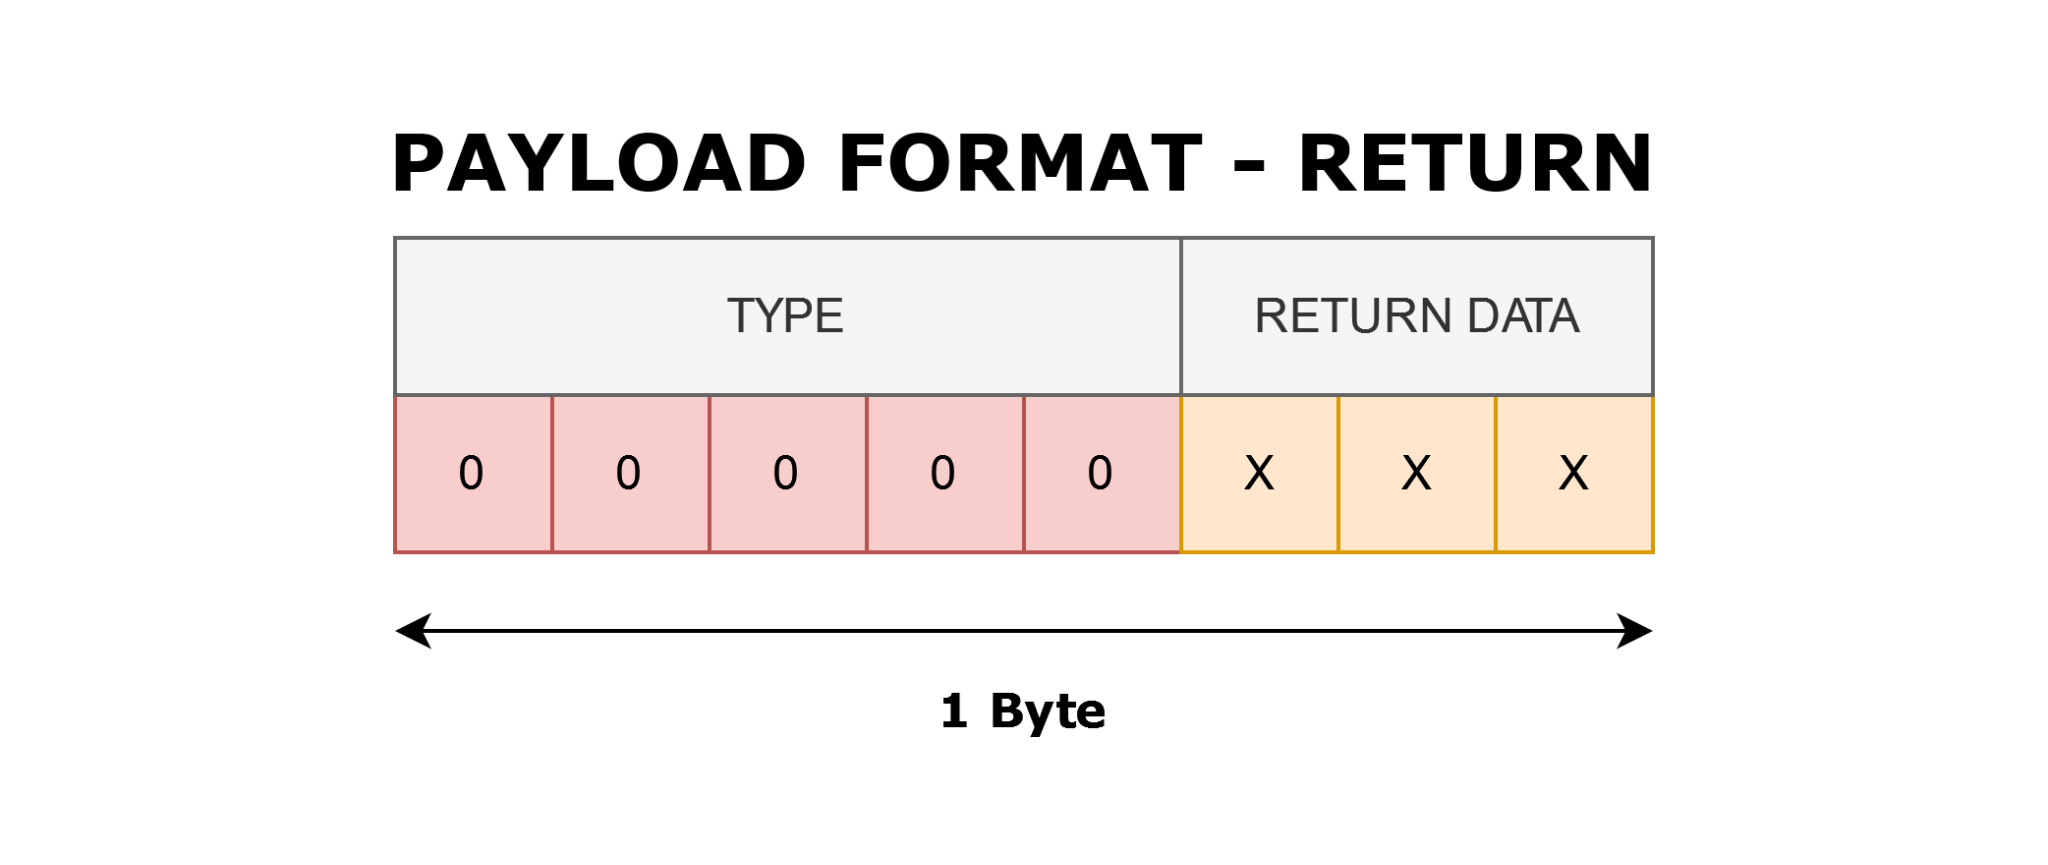 PAYLOAD FORMAT - RETURN
TYPE RETURN DATA
0 0 0 0 0 X X X
1 Byte